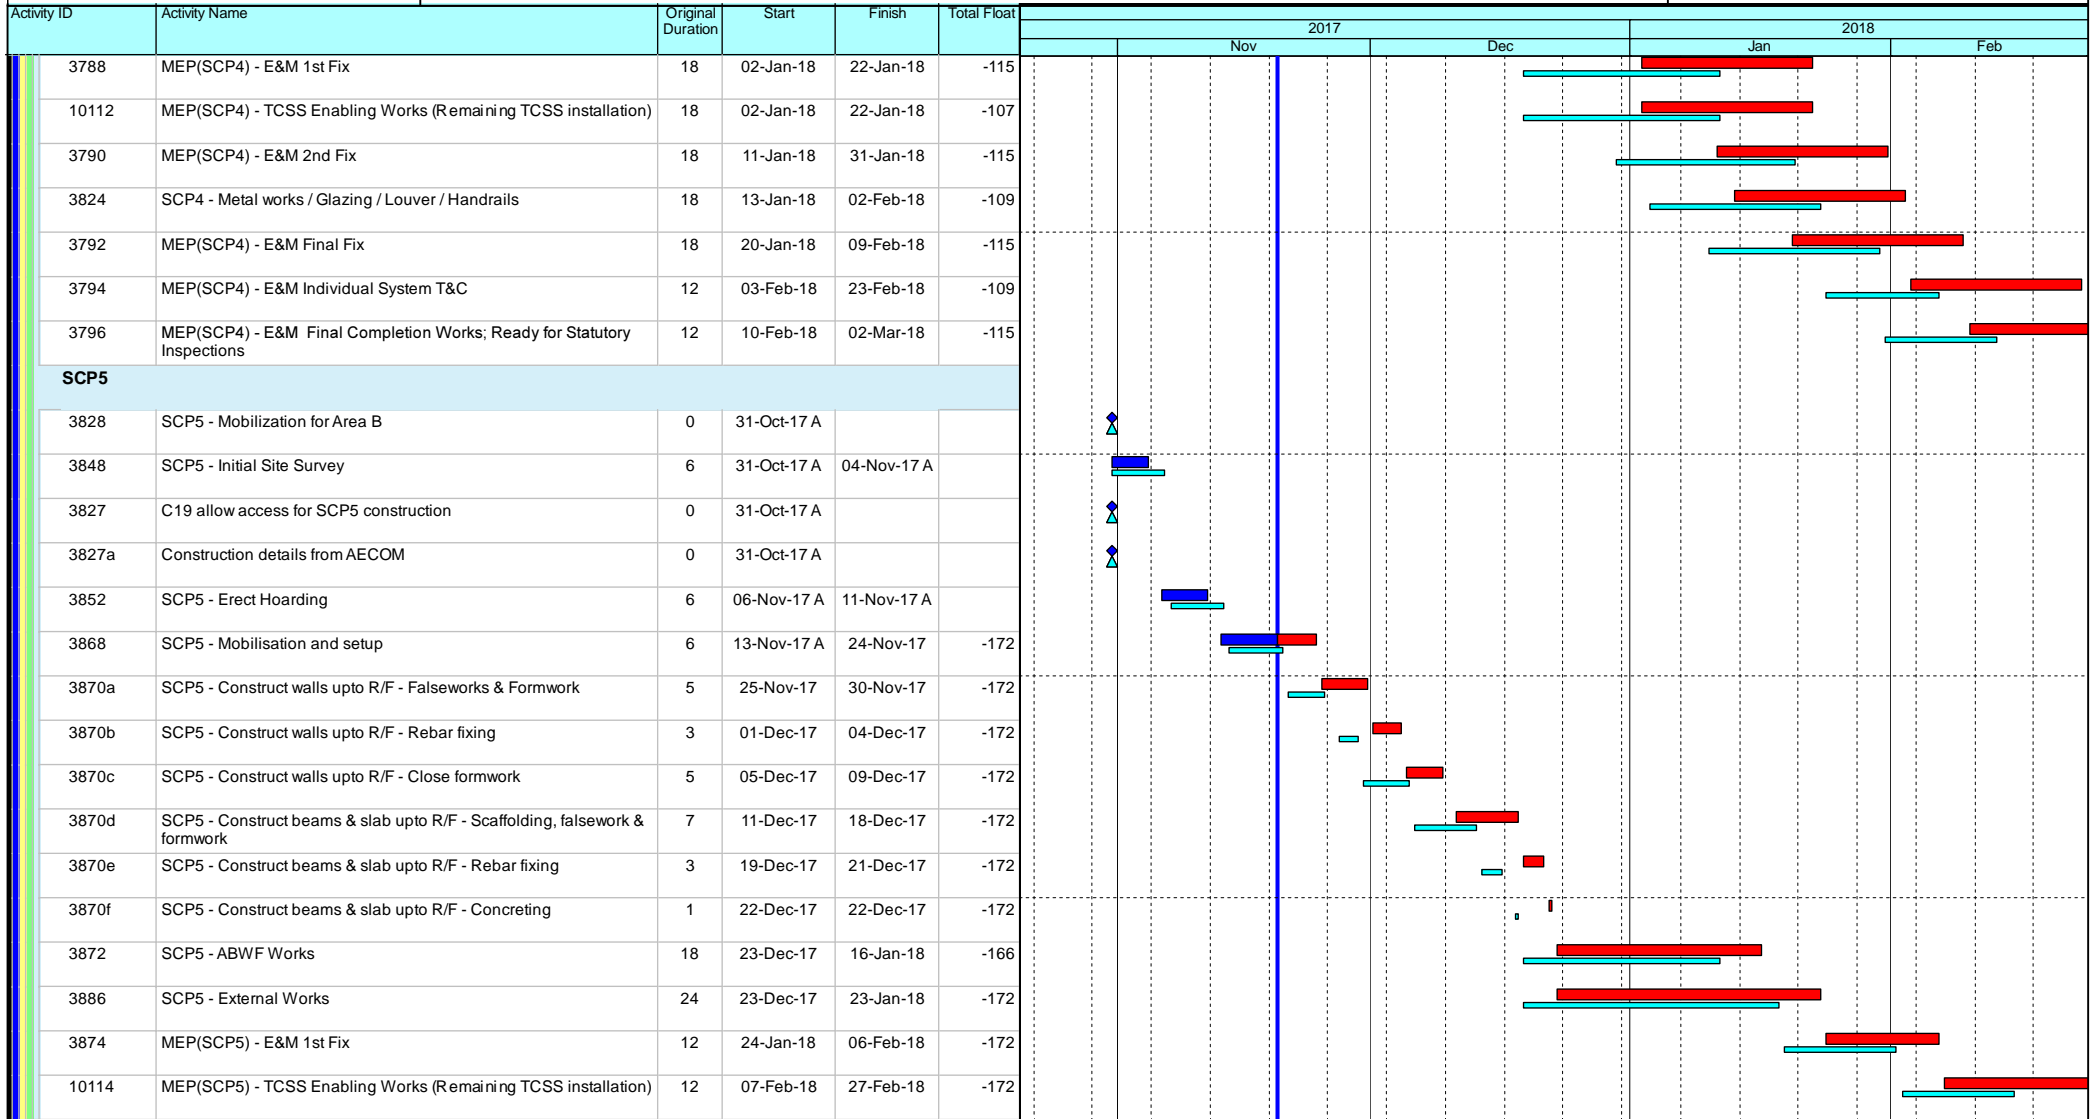 Activity ID Activity Name Original Duration Start Finish Total Float
2017 2018
Nov Dec Jan Feb
3788 MEP(SCP4) - E&M 1st Fix 18 02-Jan-18 22-Jan-18 -115
10112 MEP(SCP4) - TCSS Enabling Works (Remaining TCSS installation) 18 02-Jan-18 22-Jan-18 -107
3790 MEP(SCP4) - E&M 2nd Fix 18 11-Jan-18 31-Jan-18 -115
3824 SCP4 - Metal works / Glazing / Louver / Handrails 18 13-Jan-18 02-Feb-18 -109
3792 MEP(SCP4) - E&M Final Fix 18 20-Jan-18 09-Feb-18 -115
3794 MEP(SCP4) - E&M Individual System T&C 12 03-Feb-18 23-Feb-18 -109
3796 MEP(SCP4) - E&M Final Completion Works; Ready for Statutory 12 10-Feb-18 02-Mar-18 -115
Inspections
SCP5
3828 SCP5 - Mobilization for Area B 0 31-Oct-17 A
3848 SCP5 - Initial Site Survey 6 31-Oct-17 A 04-Nov-17 A
3827 C19 allow access for SCP5 construction 0 31-Oct-17 A
3827a Construction details from AECOM 0 31-Oct-17 A
3852 SCP5 - Erect Hoarding 6 06-Nov-17 A 11-Nov-17 A
3868 SCP5 - Mobilisation and setup 6 13-Nov-17 A 24-Nov-17 -172
3870a SCP5 - Construct walls upto R/F - Falseworks & Formwork 5 25-Nov-17 30-Nov-17 -172
3870b SCP5 - Construct walls upto R/F - Rebar fixing 3 01-Dec-17 04-Dec-17 -172
3870c SCP5 - Construct walls upto R/F - Close formwork 5 05-Dec-17 09-Dec-17 -172
3870d SCP5 - Construct beams & slab upto R/F - Scaffolding, falsework & 7 11-Dec-17 18-Dec-17 -172
formwork
3870e SCP5 - Construct beams & slab upto R/F - Rebar fixing 3 19-Dec-17 21-Dec-17 -172
3870f SCP5 - Construct beams & slab upto R/F - Concreting 1 22-Dec-17 22-Dec-17 -172
3872 SCP5 - ABWF Works 18 23-Dec-17 16-Jan-18 -166
3886 SCP5 - External Works 24 23-Dec-17 23-Jan-18 -172
3874 MEP(SCP5) - E&M 1st Fix 12 24-Jan-18 06-Feb-18 -172
10114 MEP(SCP5) - TCSS Enabling Works (Remaining TCSS installation) 12 07-Feb-18 27-Feb-18 -172